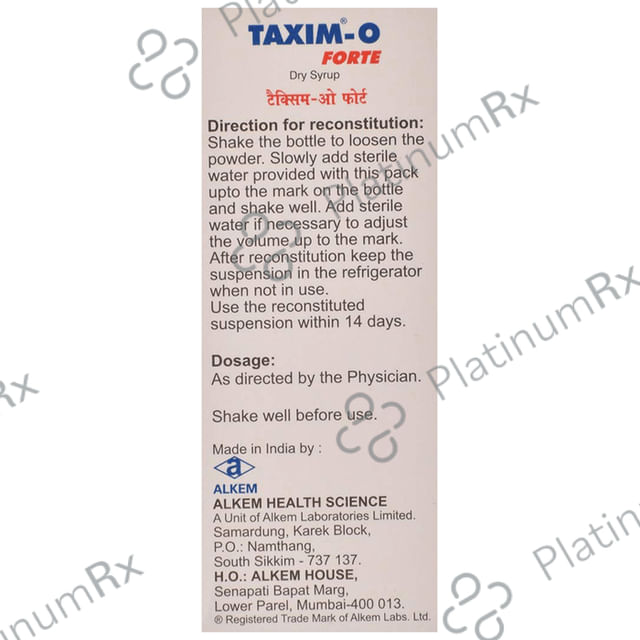 TAXIM®-O
FORTE
Dry Syrup
टैक्सिम-ओ फोर्ट
Direction for reconstitution:
Shake the bottle to loosen the
powder. Slowly add sterile
water provided with this pack
upto the mark on the bottle
and shake well. Add sterile
water if necessary to adjust
the volume up to the mark.
After reconstitution keep the
suspension in the refrigerator
when not in use.
Use the reconstituted
suspension within 14 days.
Dosage:
As directed by the Physician.
Shake well before use.
Made in India by :
a
ALKEM
ALKEM HEALTH SCIENCE
A Unit of Alkem Laboratories Limited.
Samardung, Karek Block,
P.O.: Namthang,
South Sikkim - 737 137.
H.O.: ALKEM HOUSE,
Senapati Bapat Marg,
Lower Parel, Mumbai-400 013.
® Registered Trade Mark of Alkem Labs. Ltd.
Platinum
PlatinumRx
PlatinumRx
Rx
PlatinumRx
PlatinumRx